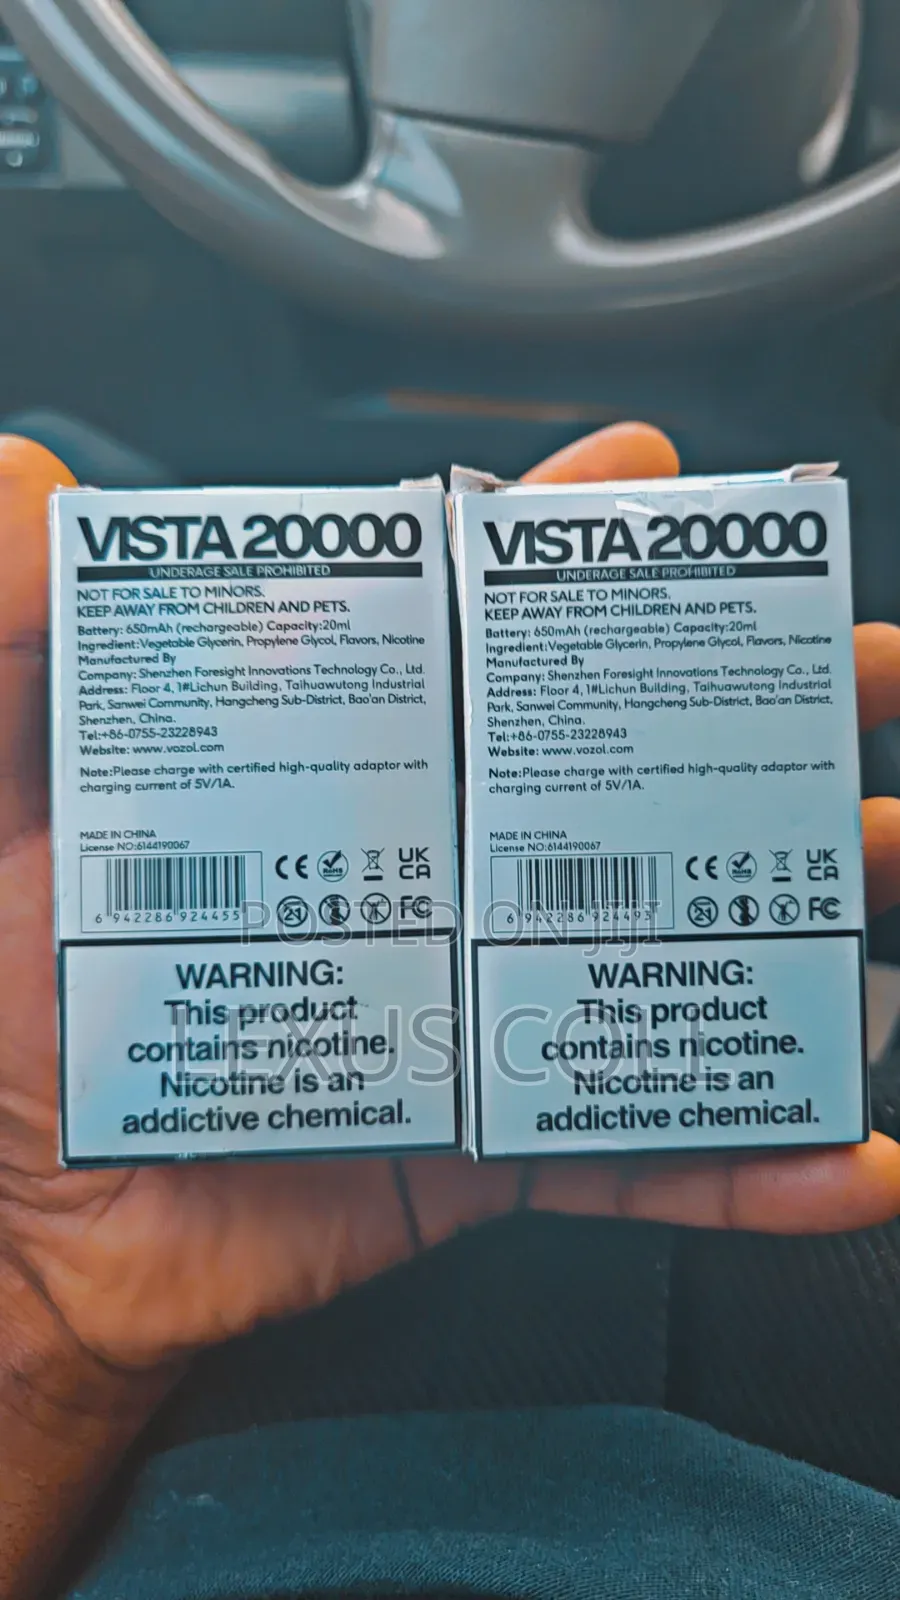 VISTA 20000
UNDERAGE SALE PROHIBITED
NOT FOR SALE TO MINORS.
KEEP AWAY FROM CHILDREN AND PETS.
Battery: 650mAh (rechargeable) Capacity:20ml
Ingredient:Vegetable Glycerin, Propylene Glycol, Flavors, Nicotine
Manufactured By
Company: Shenzhen Foresight Innovations Technology Co., Ltd.
Address: Floor 4, 1#Lichun Building, Taihuawutong Industrial
Park, Sanwei Community, Hangcheng Sub-District, Bao'an District,
Shenzhen, China.
Tel:+86-0755-23228943
Website: www.vozol.com
Note:Please charge with certified high-quality adaptor with
charging current of 5V/1A.
MADE IN CHINA
License NO:6144190067
CE RoHS UK
CA
6 942286 924455
21 FC
WARNING:
This product
contains nicotine.
Nicotine is an
addictive chemical.
VISTA 20000
UNDERAGE SALE PROHIBITED
NOT FOR SALE TO MINORS.
KEEP AWAY FROM CHILDREN AND PETS.
Battery: 650mAh (rechargeable) Capacity:20ml
Ingredient:Vegetable Glycerin, Propylene Glycol, Flavors, Nicotine
Manufactured By
Company: Shenzhen Foresight Innovations Technology Co., Ltd.
Address: Floor 4, 1#Lichun Building, Taihuawutong Industrial
Park, Sanwei Community, Hangcheng Sub-District, Bao'an District,
Shenzhen, China.
Tel:+86-0755-23228943
Website: www.vozol.com
Note:Please charge with certified high-quality adaptor with
charging current of 5V/1A.
MADE IN CHINA
License NO:6144190067
CE RoHS UK
CA
6 942286 924493
21 FC
WARNING:
This product
contains nicotine.
Nicotine is an
addictive chemical.
POSTED ON JIJI
LEXUS COLL